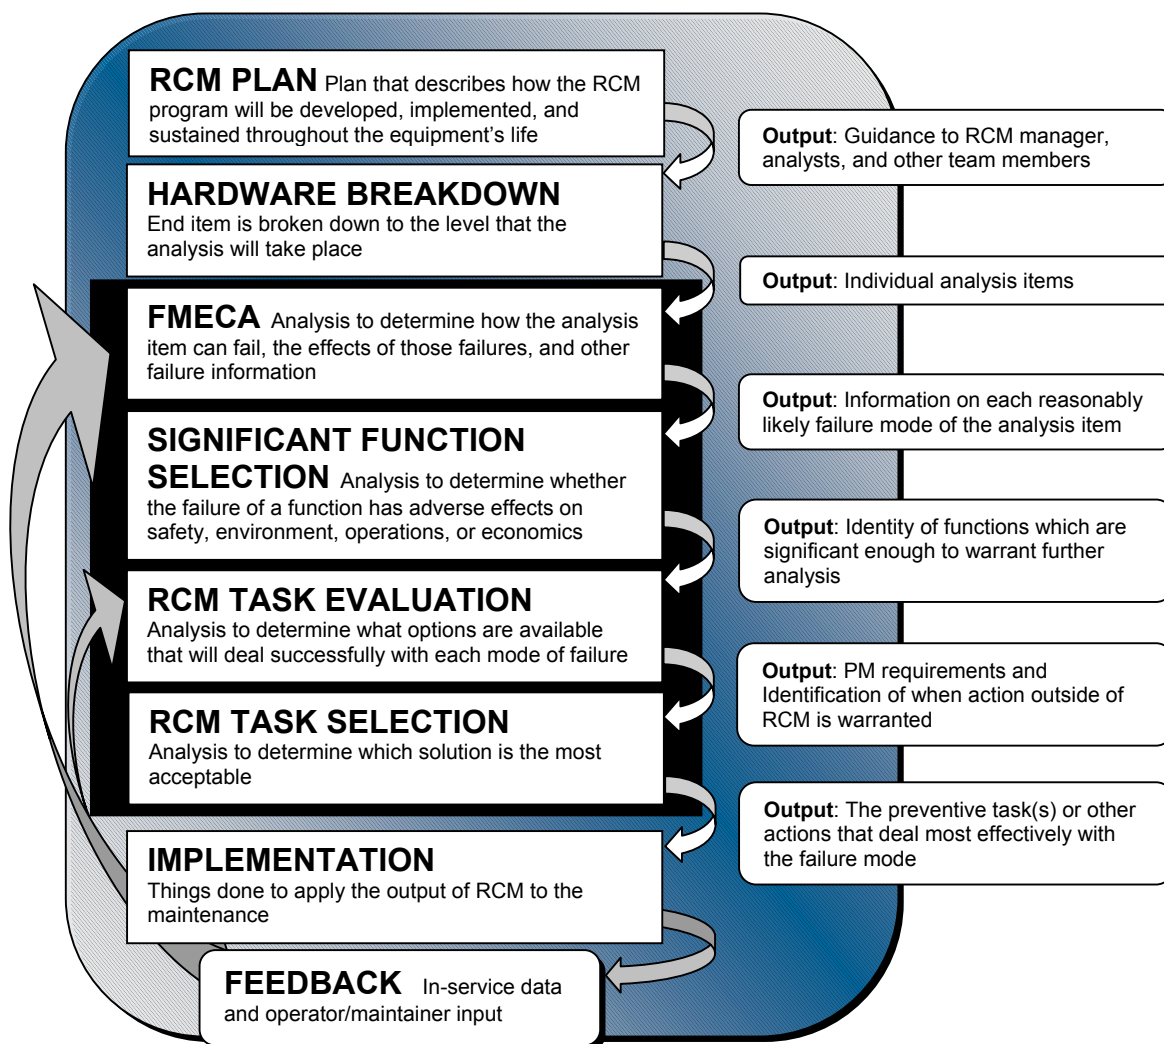 RCM PLAN Plan that describes how the RCM
program will be developed, implemented, and
sustained throughout the equipment’s life
Output: Guidance to RCM manager,
analysts, and other team members
HARDWARE BREAKDOWN
End item is broken down to the level that the
analysis will take place
Output: Individual analysis items
FMECA Analysis to determine how the analysis
item can fail, the effects of those failures, and other
failure information
Output: Information on each reasonably
likely failure mode of the analysis item
SIGNIFICANT FUNCTION
SELECTION Analysis to determine whether
the failure of a function has adverse effects on
safety, environment, operations, or economics
Output: Identity of functions which are
significant enough to warrant further
analysis
RCM TASK EVALUATION
Analysis to determine what options are available
that will deal successfully with each mode of failure
Output: PM requirements and
Identification of when action outside of
RCM is warranted
RCM TASK SELECTION
Analysis to determine which solution is the most
acceptable
Output: The preventive task(s) or other
actions that deal most effectively with
the failure mode
IMPLEMENTATION
Things done to apply the output of RCM to the
maintenance
FEEDBACK In-service data
and operator/maintainer input